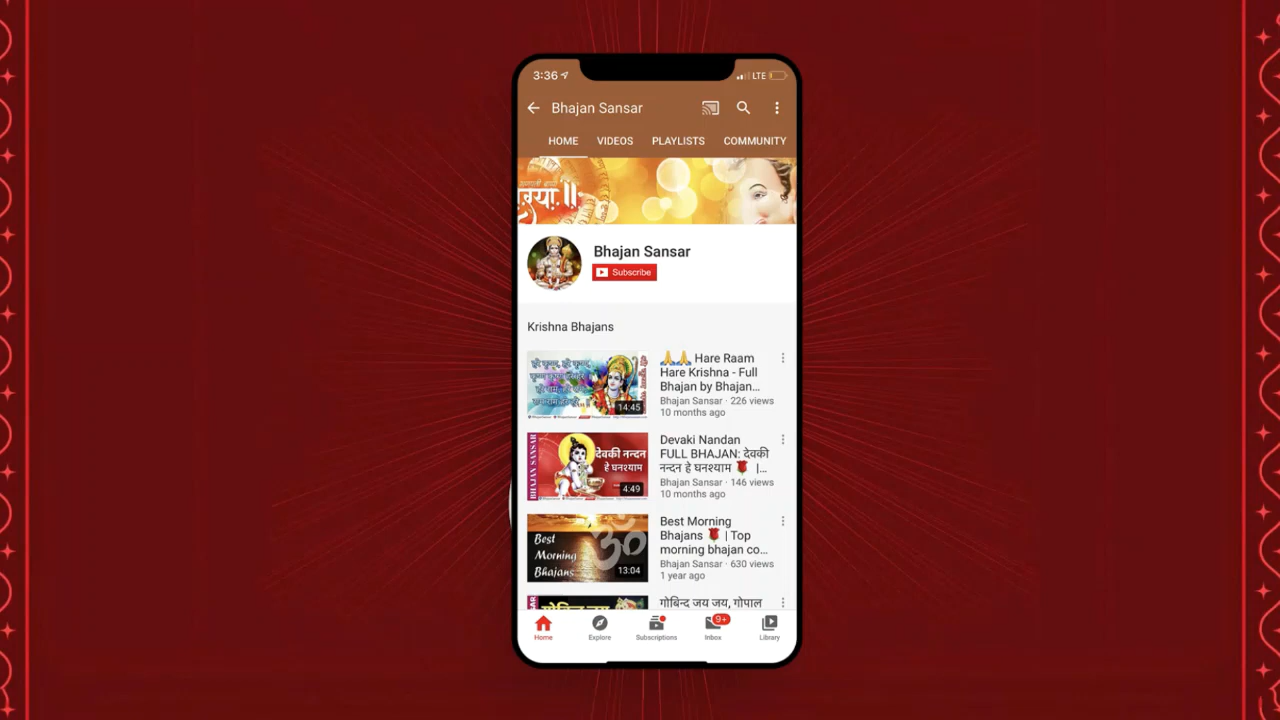 3:36
LTE
Bhajan Sansar
HOME VIDEOS PLAYLISTS COMMUNITY
Bhajan Sansar
Subscribe
Krishna Bhajans
14:45
🙏🙏 Hare Raam
Hare Krishna - Full
Bhajan by Bhajan...
Bhajan Sansar · 226 views
10 months ago
BHAJAN SANSAR
देवकी नन्दन
हे घनश्याम
4:49
Devaki Nandan
FULL BHAJAN: देवकी
नन्दन हे घनश्याम 🌹 |...
Bhajan Sansar · 146 views
10 months ago
Best
Morning
Bhajans
ॐ
13:04
Best Morning
Bhajans 🌹 | Top
morning bhajan co...
Bhajan Sansar · 630 views
1 year ago
गोबिन्द जय जय, गोपाल
9+
Home Explore Subscriptions Inbox Library